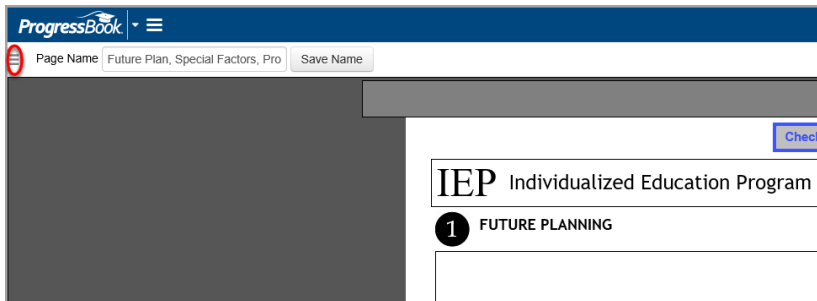 ProgressBook
Page Name Future Plan, Special Factors, Pro Save Name
IEP Individualized Education Program
1 FUTURE PLANNING